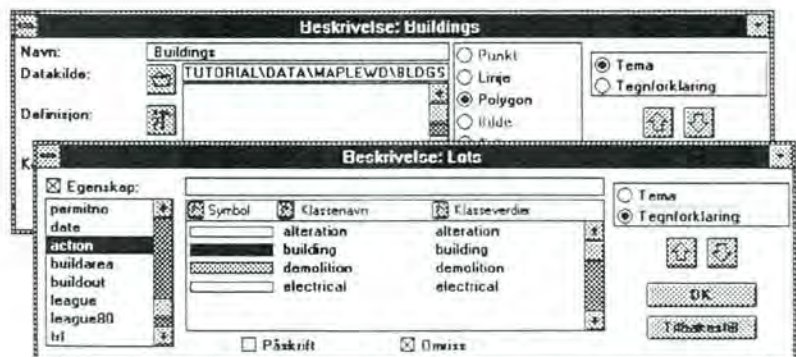 Beskrivelse: Buildings
Navn: Buildings
Datakilde: TUTORIAL\DATA\MAPLEWD\BLDGS
Definisjon:
Punkt
Linje
Polygon
Bilde
Tema
Tegnforklaring
K
Beskrivelse: Lots
Egenskap:
permitno
date
action
buildarea
buildout
league
league80
trl
Symbol Klassenavn Klasseverdier
alteration alteration
building building
demolition demolition
electrical electrical
Påskrift Omriss
Tema
Tegnforklaring
OK
Tilbakestill